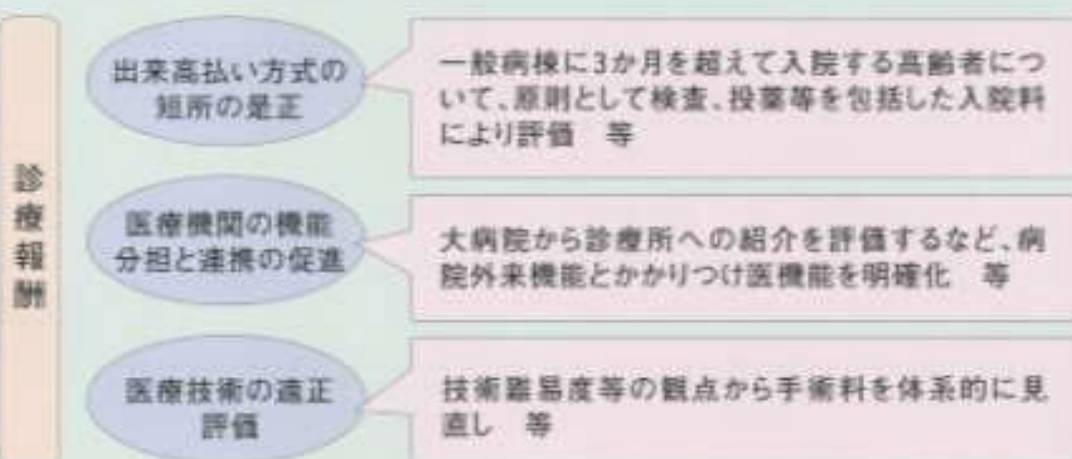 診療報酬
出来高払い方式の
短所の是正
一般病棟に3か月を超えて入院する高齢者につ
いて、原則として検査、投薬等を包括した入院料
により評価　等
医療機関の機能
分担と連携の促進
大病院から診療所への紹介を評価するなど、病
院外来機能とかかりつけ医機能を明確化　等
医療技術の適正
評価
技術難易度等の観点から手術料を体系的に見
直し　等